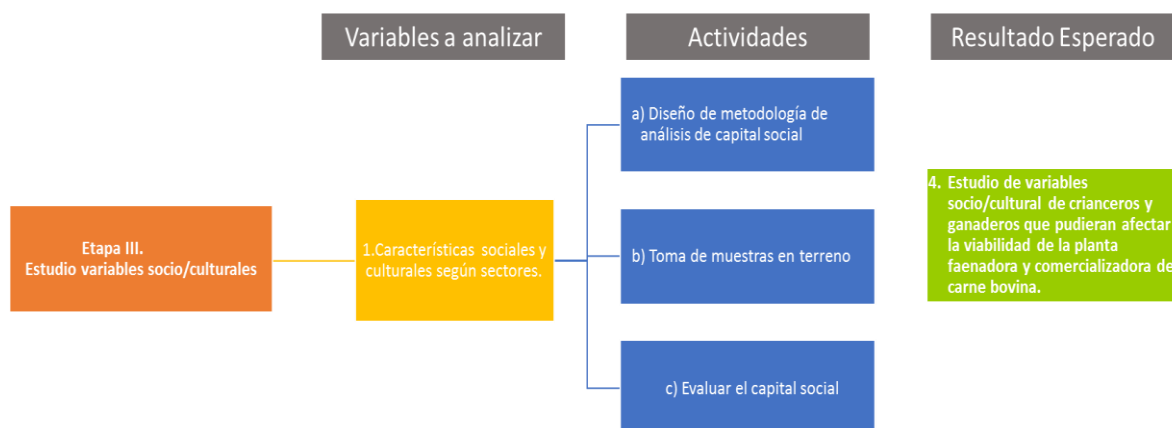 Variables a analizar
Actividades
Resultado Esperado
Etapa III.
Estudio variables socio/culturales
1.Características sociales y
culturales según sectores.
a) Diseño de metodología de
análisis de capital social
b) Toma de muestras en terreno
c) Evaluar el capital social
4. Estudio de variables
socio/cultural de crianceros y
ganaderos que pudieran afectar
la viabilidad de la planta
faenadora y comercializadora de
carne bovina.